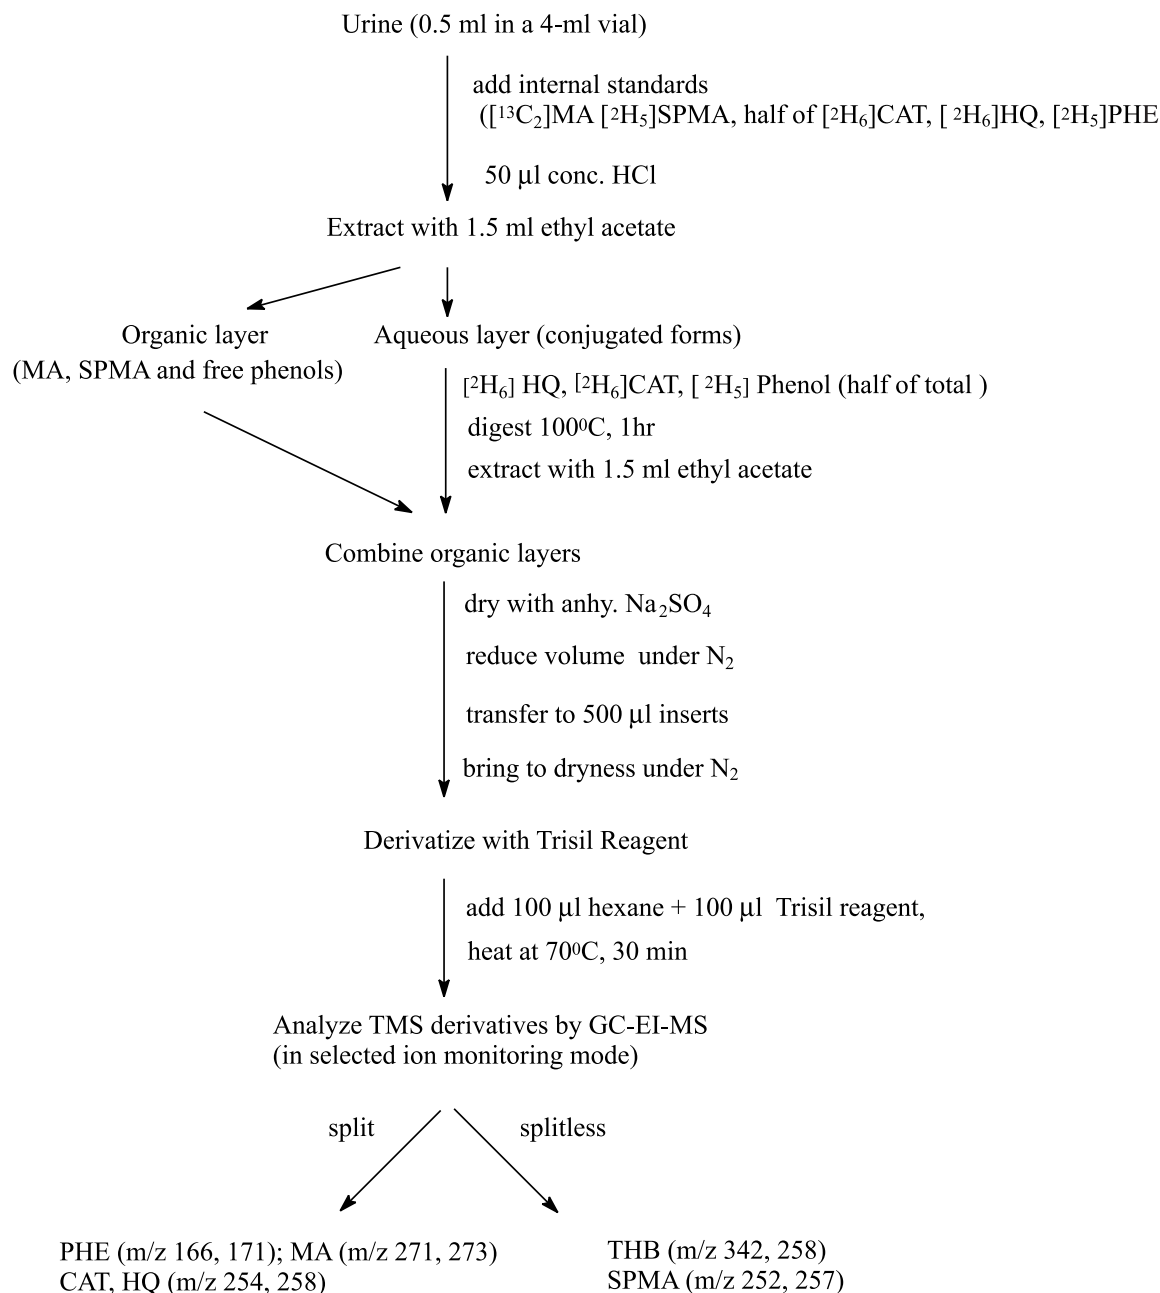 Urine (0.5 ml in a 4-ml vial)
add internal standards
([¹³C₂]MA [²H₅]SPMA, half of [²H₆]CAT, [ ²H₆]HQ, [²H₅]PHE
50 µl conc. HCl
Extract with 1.5 ml ethyl acetate
Organic layer
(MA, SPMA and free phenols)
Aqueous layer (conjugated forms)
[²H₆] HQ, [²H₆]CAT, [ ²H₅] Phenol (half of total )
digest 100⁰C, 1hr
extract with 1.5 ml ethyl acetate
Combine organic layers
dry with anhy. Na₂SO₄
reduce volume under N₂
transfer to 500 µl inserts
bring to dryness under N₂
Derivatize with Trisil Reagent
add 100 µl hexane + 100 µl Trisil reagent,
heat at 70⁰C, 30 min
Analyze TMS derivatives by GC-EI-MS
(in selected ion monitoring mode)
split
splitless
PHE (m/z 166, 171); MA (m/z 271, 273)
CAT, HQ (m/z 254, 258)
THB (m/z 342, 258)
SPMA (m/z 252, 257)